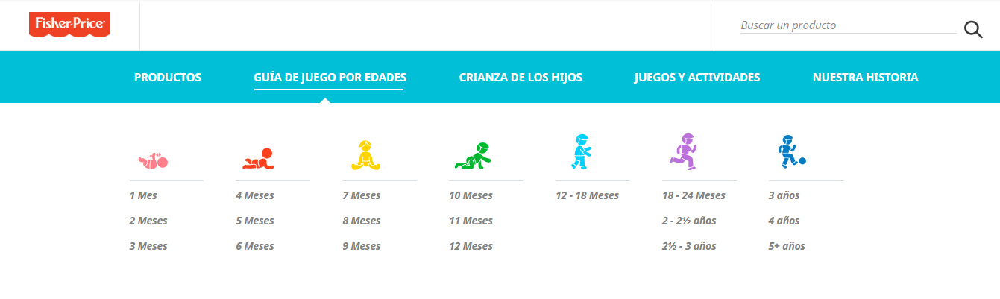 Fisher-Price
Buscar un producto
PRODUCTOS
GUÍA DE JUEGO POR EDADES
CRIANZA DE LOS HIJOS
JUEGOS Y ACTIVIDADES
NUESTRA HISTORIA
1 Mes
2 Meses
3 Meses
4 Meses
5 Meses
6 Meses
7 Meses
8 Meses
9 Meses
10 Meses
11 Meses
12 Meses
12 - 18 Meses
18 - 24 Meses
2 - 2½ años
2½ - 3 años
3 años
4 años
5+ años